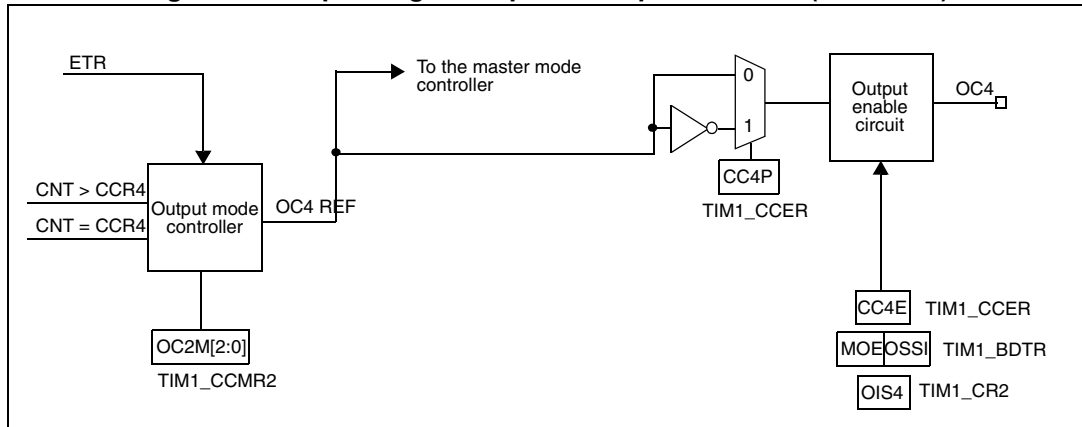 ETR
To the master mode
controller
0
1
Output
enable
circuit
OC4
CC4P
TIM1_CCER
CNT > CCR4
CNT = CCR4
Output mode
controller
OC4 REF
OC2M[2:0]
TIM1_CCMR2
CC4E TIM1_CCER
MOE OSSI TIM1_BDTR
OIS4 TIM1_CR2